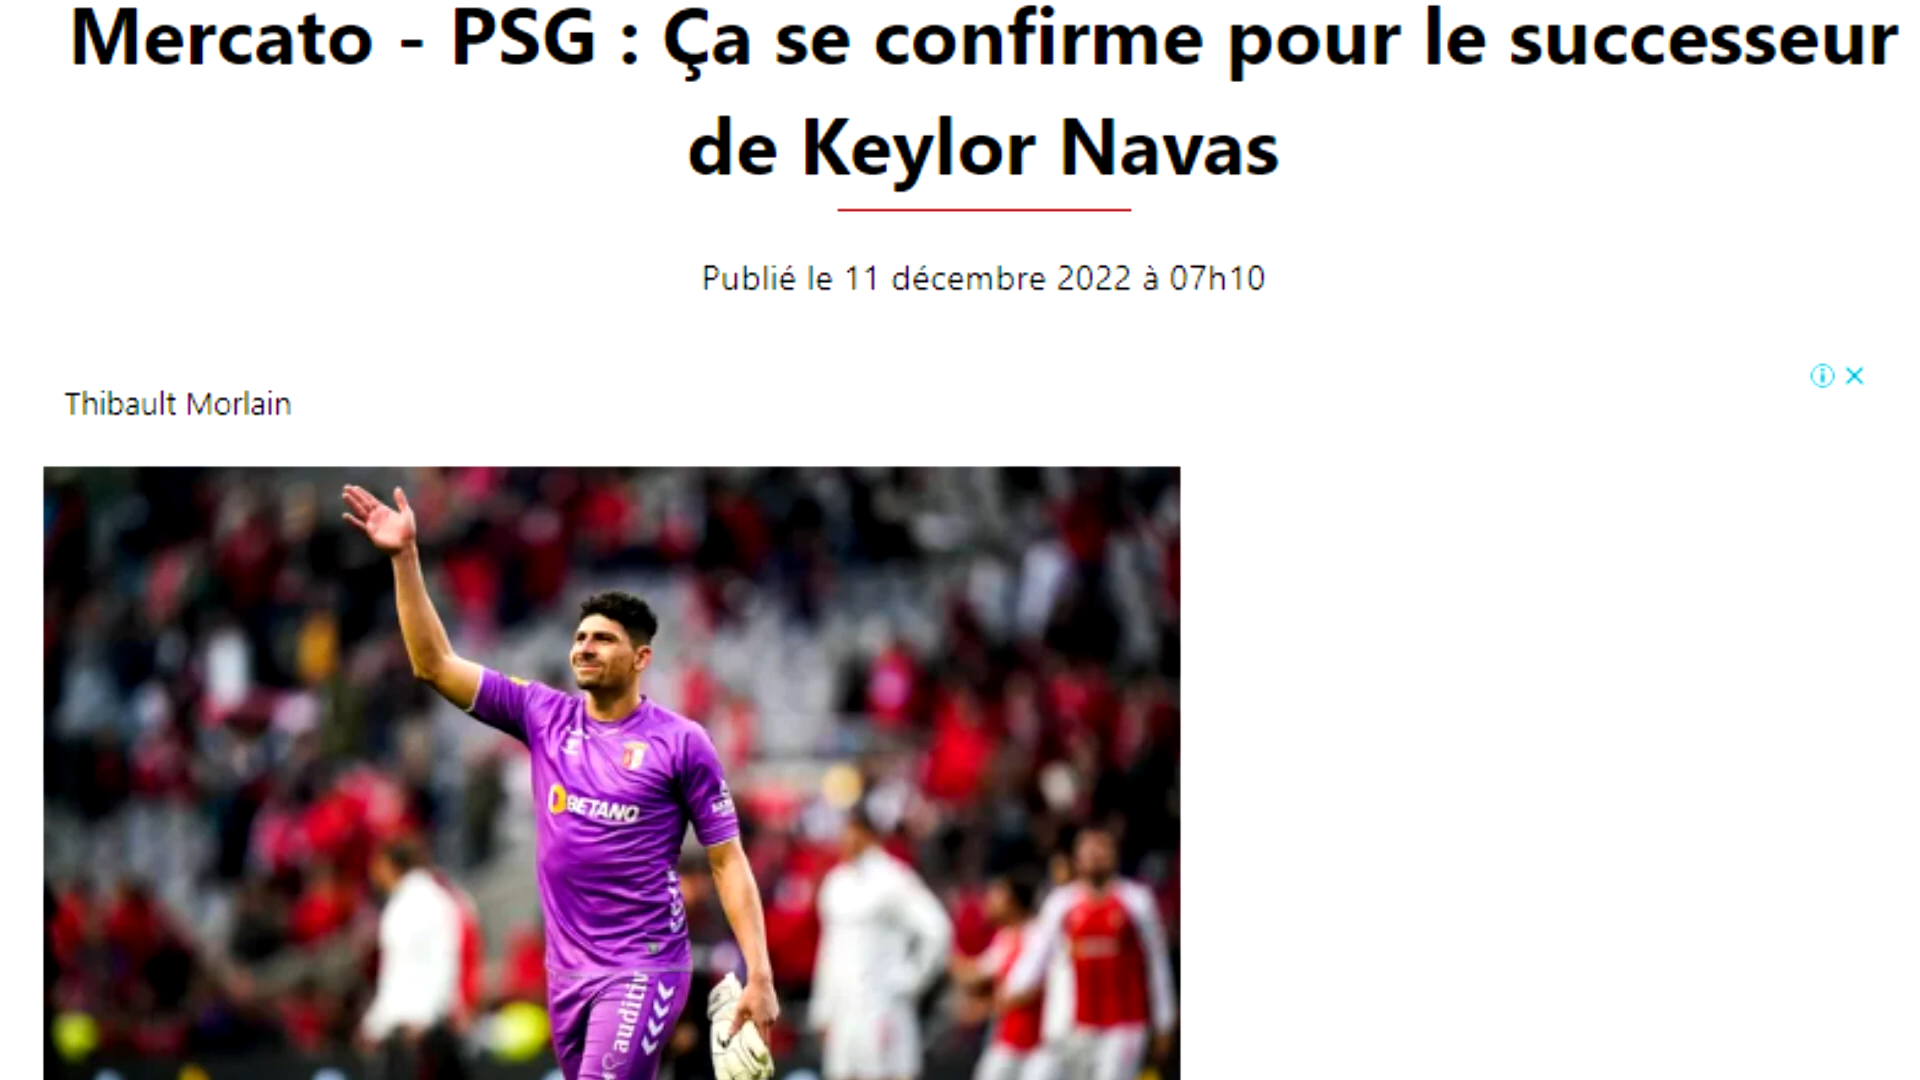 Mercato - PSG : Ça se confirme pour le successeur
de Keylor Navas
Publié le 11 décembre 2022 à 07h10
Thibault Morlain
BETANO
auditiv